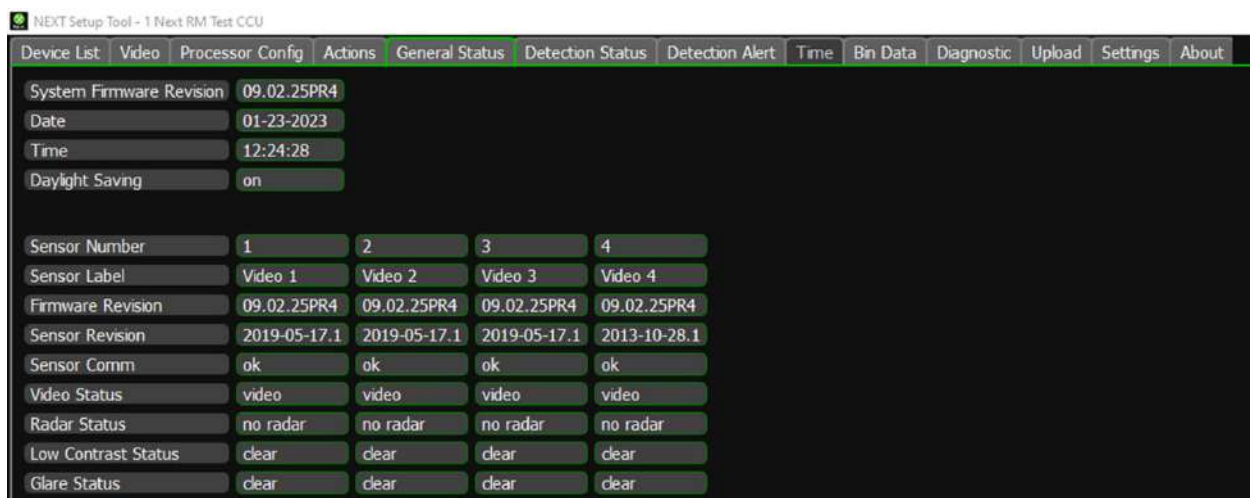 NEXT Setup Tool - 1 Next RM Test CCU
Device List Video Processor Config Actions General Status Detection Status Detection Alert Time Bin Data Diagnostic Upload Settings About
System Firmware Revision 09.02.25PR4
Date 01-23-2023
Time 12:24:28
Daylight Saving on
Sensor Number 1 2 3 4
Sensor Label Video 1 Video 2 Video 3 Video 4
Firmware Revision 09.02.25PR4 09.02.25PR4 09.02.25PR4 09.02.25PR4
Sensor Revision 2019-05-17.1 2019-05-17.1 2019-05-17.1 2013-10-28.1
Sensor Comm ok ok ok ok
Video Status video video video video
Radar Status no radar no radar no radar no radar
Low Contrast Status clear clear clear clear
Glare Status clear clear clear clear